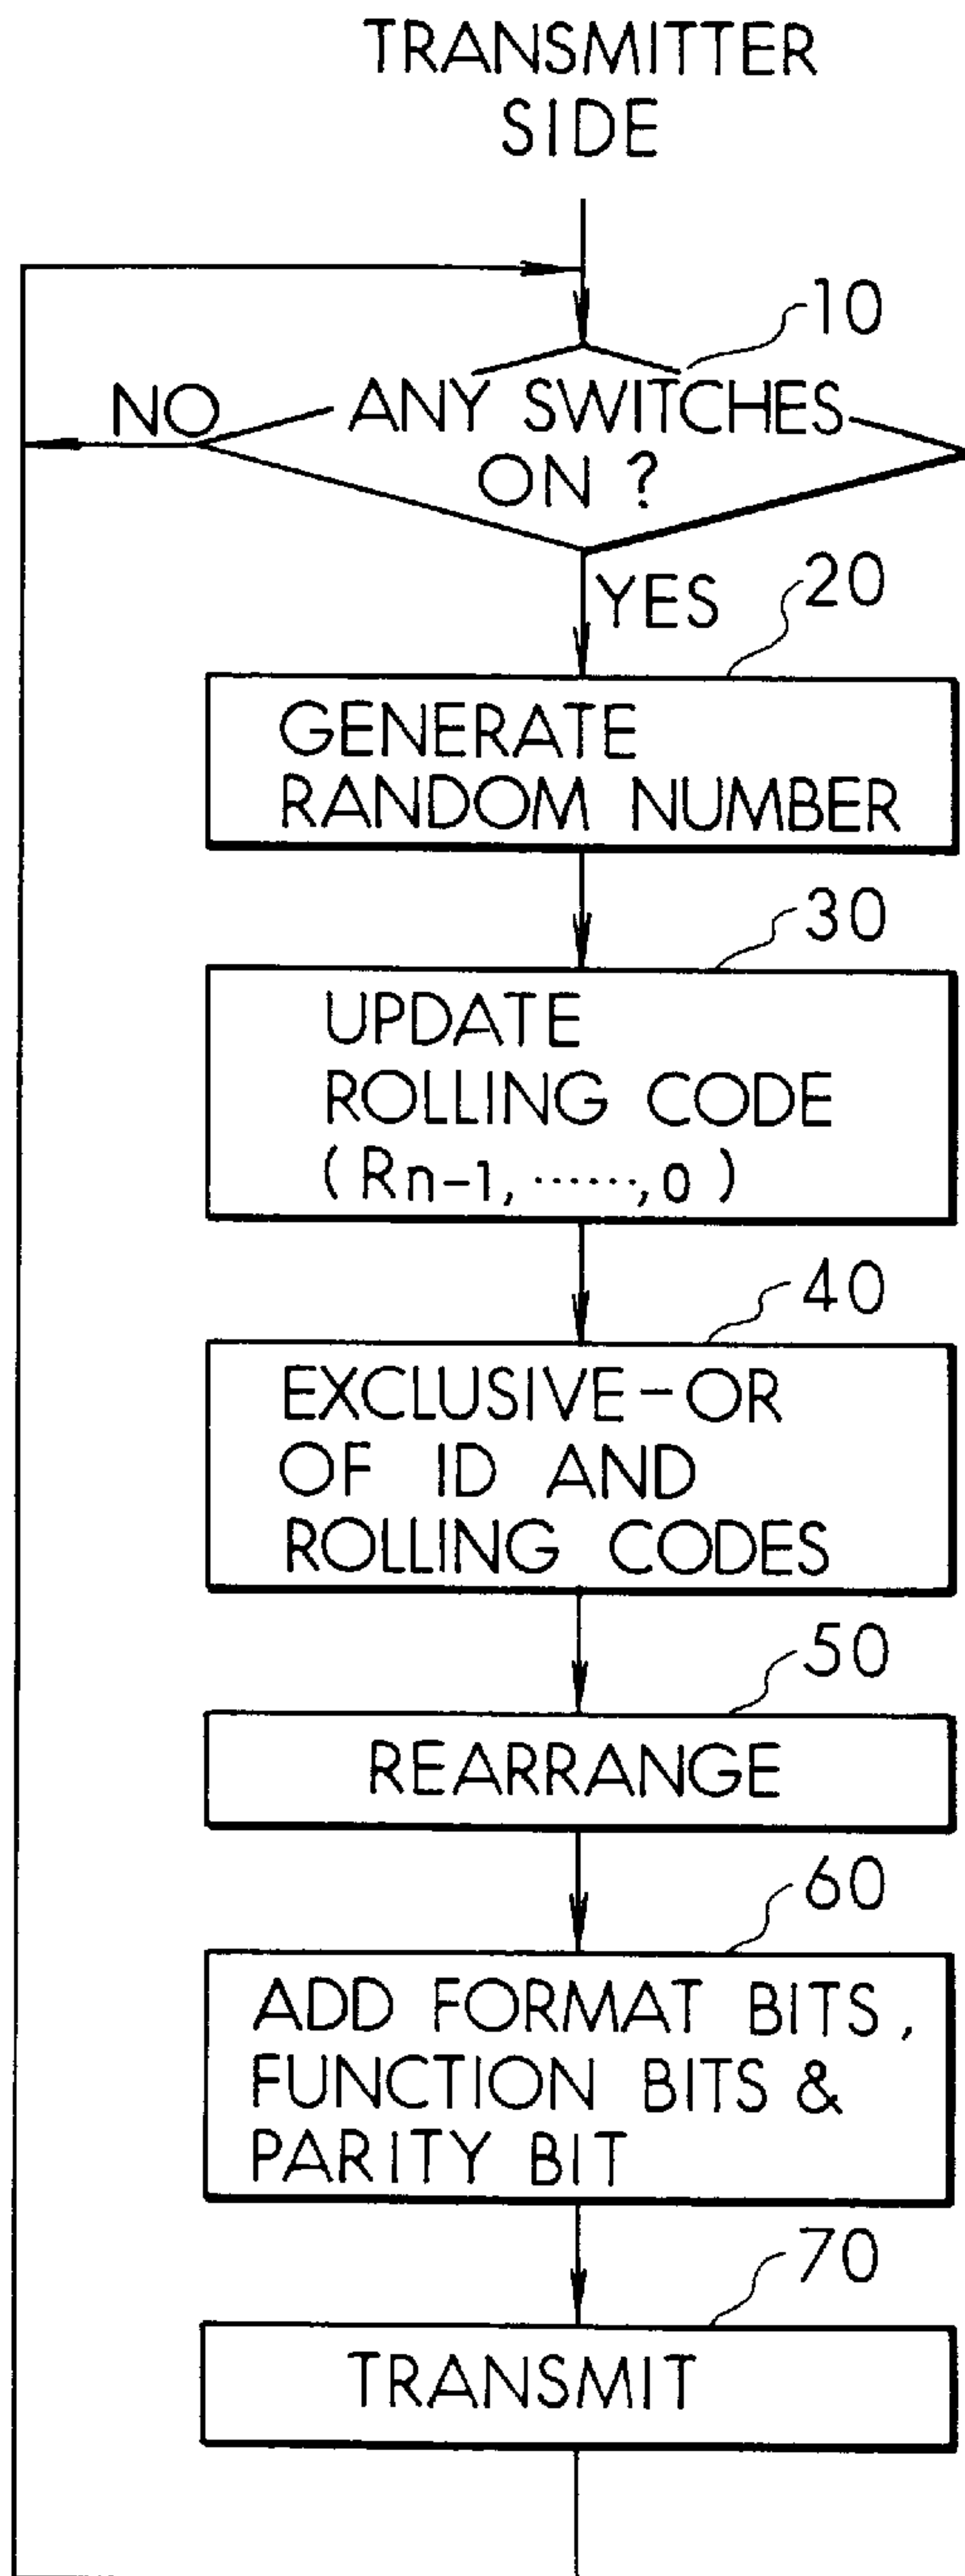 TRANSMITTER
SIDE
10
NO
ANY SWITCHES
ON ?
YES
20
GENERATE
RANDOM NUMBER
30
UPDATE
ROLLING CODE
(Rn-1, ......, 0)
40
EXCLUSIVE-OR
OF ID AND
ROLLING CODES
50
REARRANGE
60
ADD FORMAT BITS,
FUNCTION BITS &
PARITY BIT
70
TRANSMIT